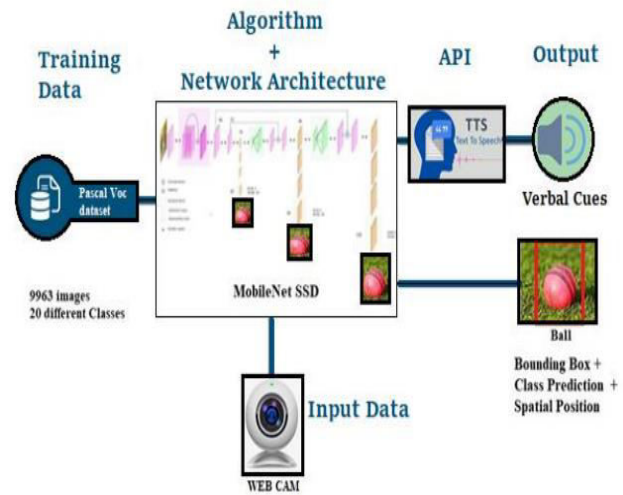 Training
Data
Algorithm
+
Network Architecture
API
Output
Pascal Voc
dataset
9963 images
20 different Classes
MobileNet SSD
TTS
Text To Speech
Verbal Cues
Ball
Bounding Box +
Class Prediction +
Spatial Position
Input Data
WEB CAM